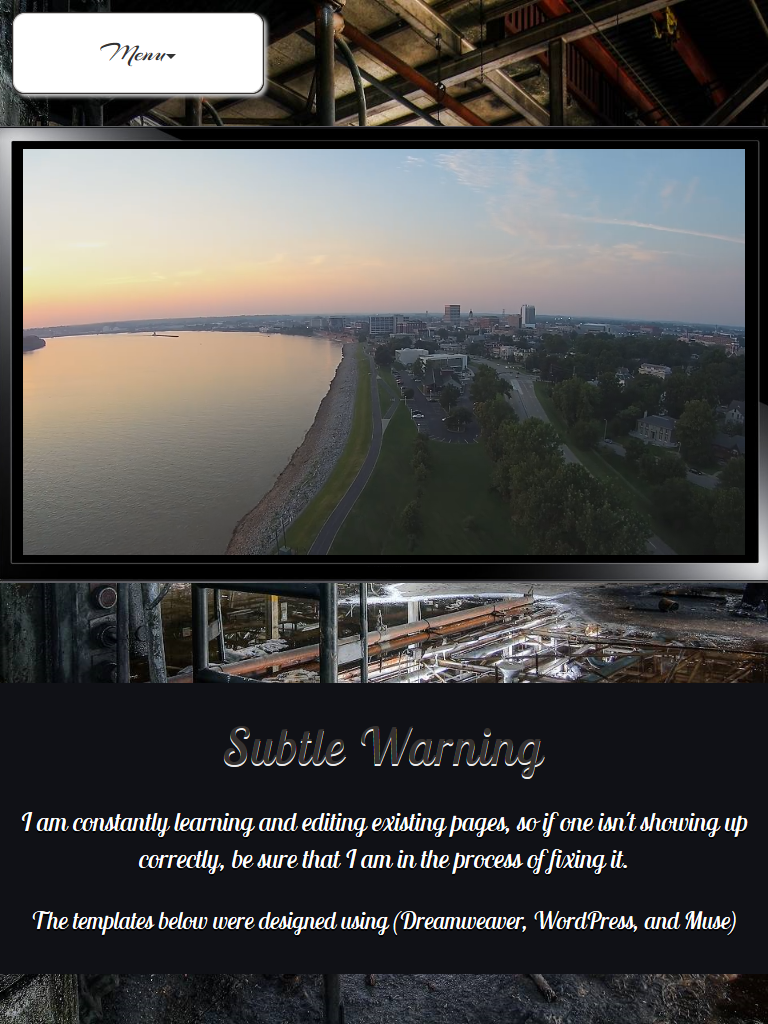 Menu
Subtle Warning
I am constantly learning and editing existing pages, so if one isn't showing up
correctly, be sure that I am in the process of fixing it.
The templates below were designed using (Dreamweaver, WordPress, and Muse)